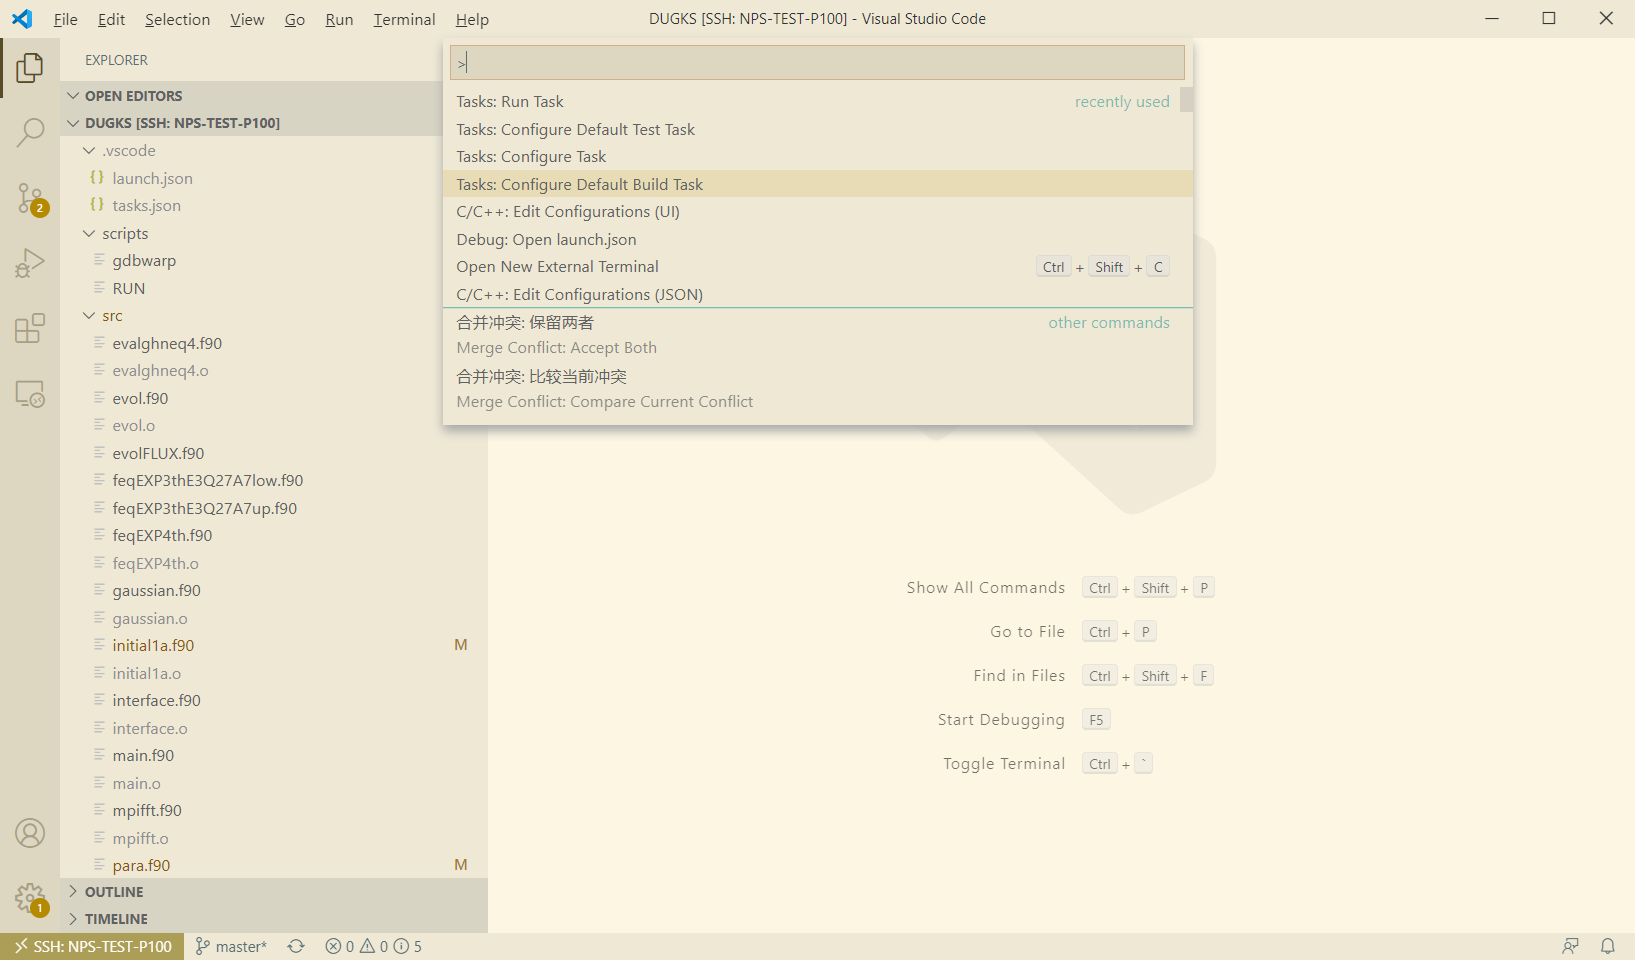 File Edit Selection View Go Run Terminal Help
DUGKS [SSH: NPS-TEST-P100] - Visual Studio Code
EXPLORER
OPEN EDITORS
DUGKS [SSH: NPS-TEST-P100]
.vscode
{} launch.json
{} tasks.json
scripts
gdbwarp
RUN
src
evalghneq4.f90
evalghneq4.o
evol.f90
evol.o
evolFLUX.f90
feqEXP3thE3Q27A7low.f90
feqEXP3thE3Q27A7up.f90
feqEXP4th.f90
feqEXP4th.o
gaussian.f90
gaussian.o
initial1a.f90 M
initial1a.o
interface.f90
interface.o
main.f90
main.o
mpifft.f90
mpifft.o
para.f90 M
OUTLINE
TIMELINE
2
1
>
Tasks: Run Task recently used
Tasks: Configure Default Test Task
Tasks: Configure Task
Tasks: Configure Default Build Task
C/C++: Edit Configurations (UI)
Debug: Open launch.json
Open New External Terminal Ctrl + Shift + C
C/C++: Edit Configurations (JSON)
合并冲突: 保留两者 other commands
Merge Conflict: Accept Both
合并冲突: 比较当前冲突
Merge Conflict: Compare Current Conflict
Show All Commands Ctrl + Shift + P
Go to File Ctrl + P
Find in Files Ctrl + Shift + F
Start Debugging F5
Toggle Terminal Ctrl + `
SSH: NPS-TEST-P100 master* 0 0 5